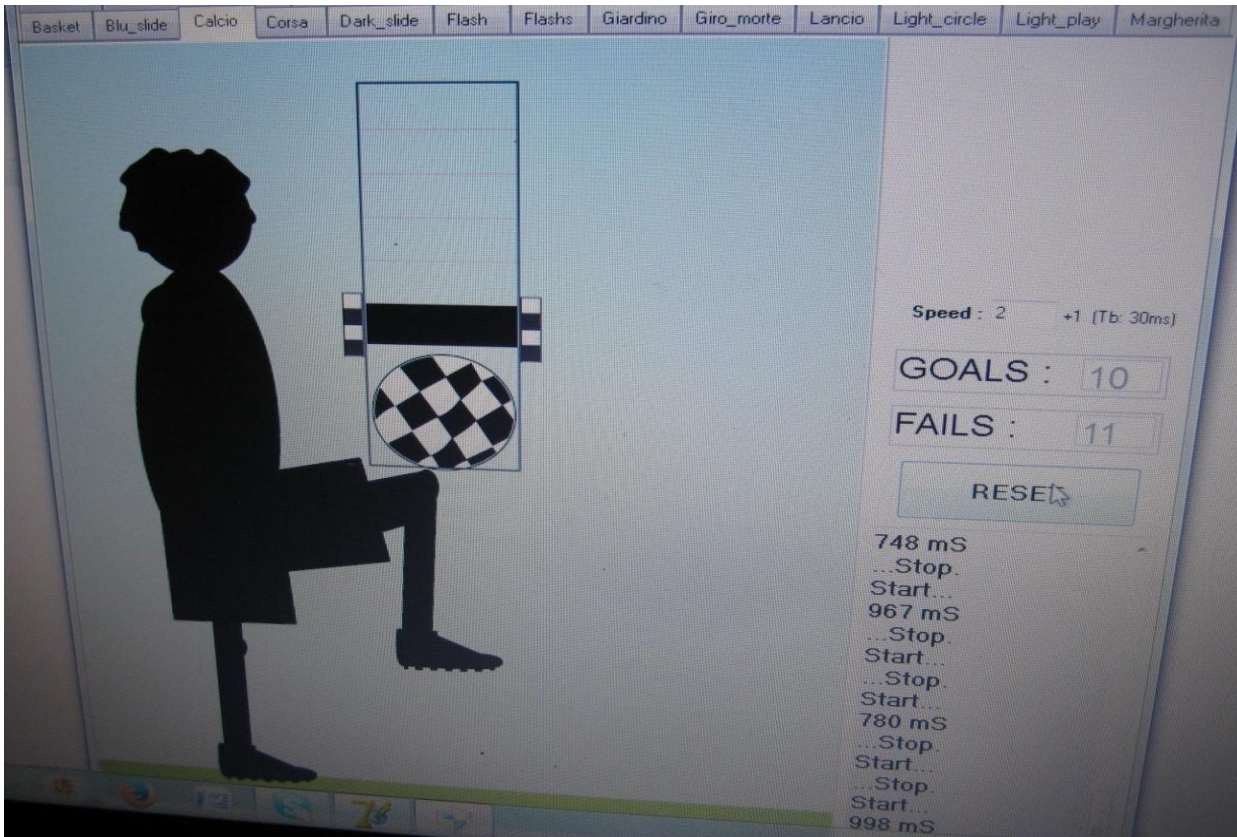 Basket Blu_slide Calcio Corsa Dark_slide Flash Flashs Giardino Giro_morte Lancio Light_circle Light_play Margherita
Speed : 2 +1 (Tb: 30ms)
GOALS : 10
FAILS : 11
RESET
748 mS
...Stop.
Start...
967 mS
...Stop.
Start...
...Stop.
Start...
780 mS
...Stop.
Start...
...Stop.
Start...
998 mS